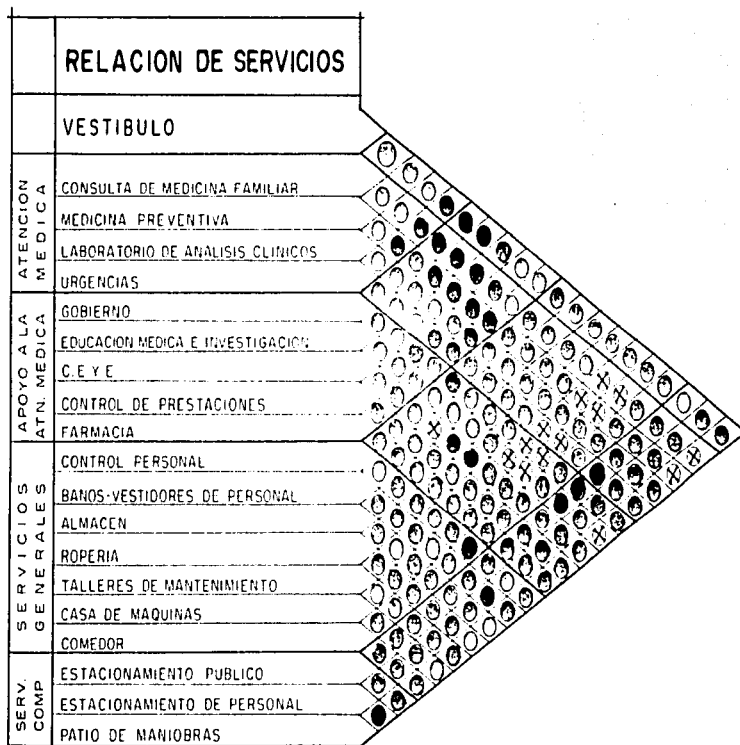 RELACION DE SERVICIOS
VESTIBULO
ATENCION MEDICA
CONSULTA DE MEDICINA FAMILIAR
MEDICINA PREVENTIVA
LABORATORIO DE ANALISIS CLINICOS
URGENCIAS
APOYO A LA ATN. MEDICA
GOBIERNO
EDUCACION MEDICA E INVESTIGACION
C.E Y E
CONTROL DE PRESTACIONES
FARMACIA
SERVICIOS GENERALES
CONTROL PERSONAL
BANOS-VESTIDORES DE PERSONAL
ALMACEN
ROPERIA
TALLERES DE MANTENIMIENTO
CASA DE MAQUINAS
COMEDOR
SERV. COMP
ESTACIONAMIENTO PUBLICO
ESTACIONAMIENTO DE PERSONAL
PATIO DE MANIOBRAS